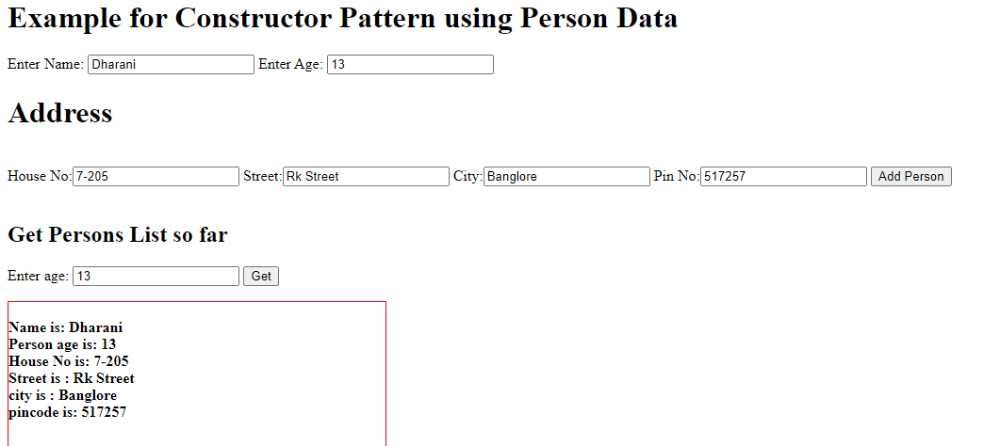 Example for Constructor Pattern using Person Data
Enter Name: Dharani Enter Age: 13
Address
House No: 7-205 Street: Rk Street City: Banglore Pin No: 517257 Add Person
Get Persons List so far
Enter age: 13 Get
Name is: Dharani
Person age is: 13
House No is: 7-205
Street is : Rk Street
city is : Banglore
pincode is: 517257